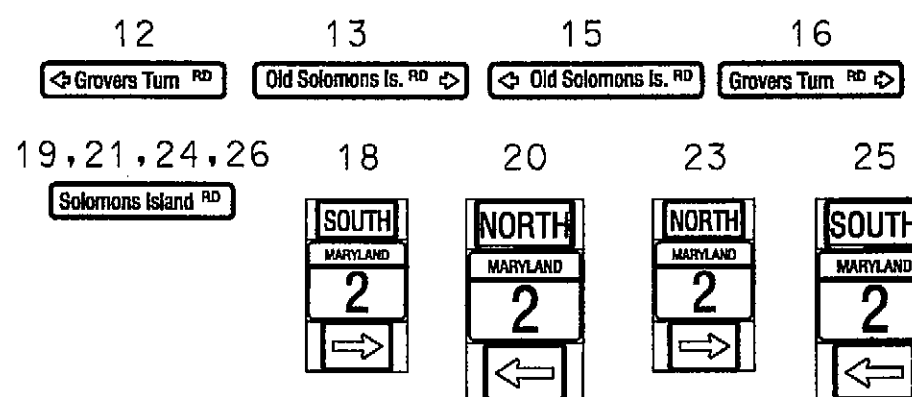 12 13 15 16
Grovers Turn RD Old Solomons Is. RD Old Solomons Is. RD Grovers Turn RD
19,21,24,26 18 20 23 25
Solomons Island RD
SOUTH NORTH NORTH SOUTH
MARYLAND MARYLAND MARYLAND MARYLAND
2 2 2 2